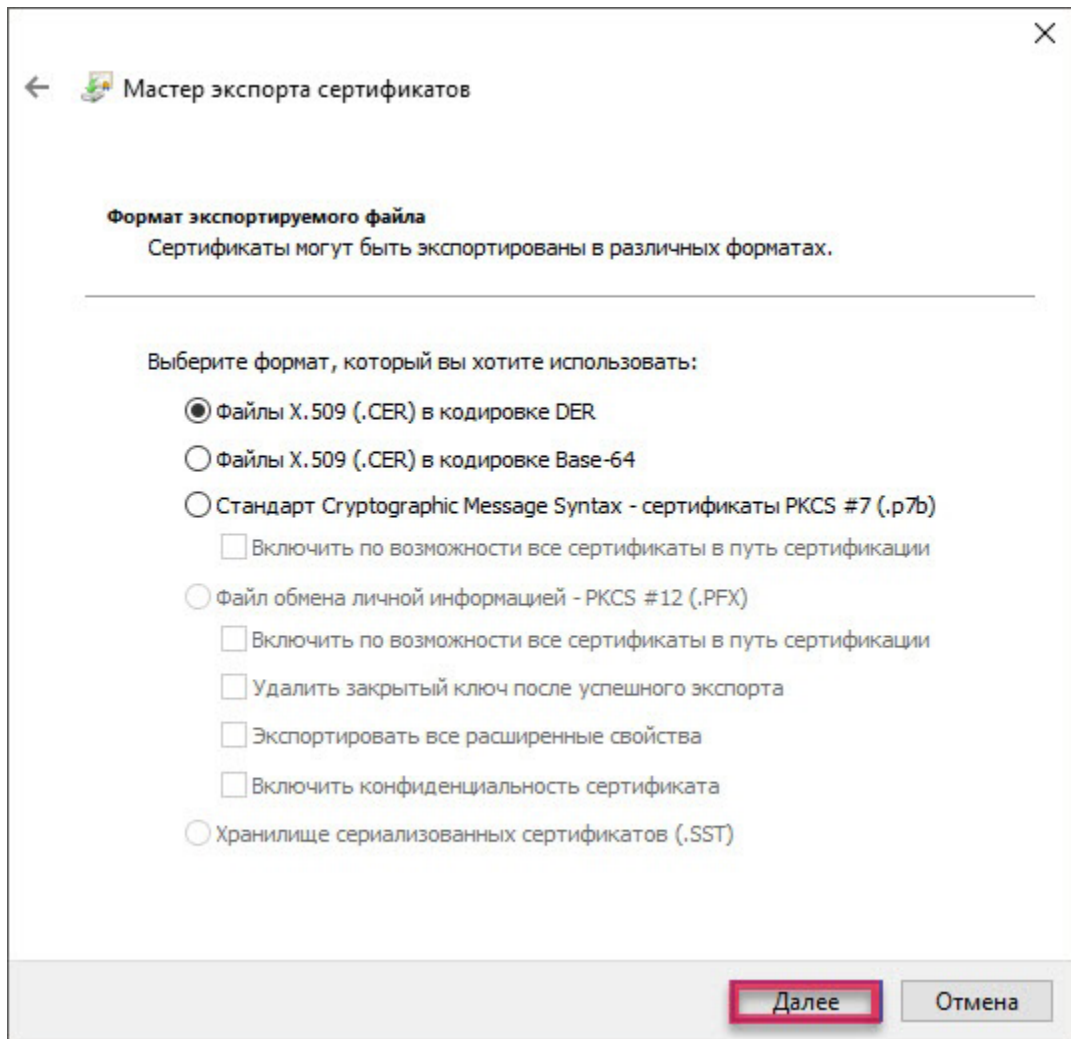 Мастер экспорта сертификатов
Формат экспортируемого файла
Сертификаты могут быть экспортированы в различных форматах.
Выберите формат, который вы хотите использовать:
Файлы X.509 (.CER) в кодировке DER
Файлы X.509 (.CER) в кодировке Base-64
Стандарт Cryptographic Message Syntax - сертификаты PKCS #7 (.p7b)
Включить по возможности все сертификаты в путь сертификации
Файл обмена личной информацией - PKCS #12 (.PFX)
Включить по возможности все сертификаты в путь сертификации
Удалить закрытый ключ после успешного экспорта
Экспортировать все расширенные свойства
Включить конфиденциальность сертификата
Хранилище сериализованных сертификатов (.SST)
Далее Отмена